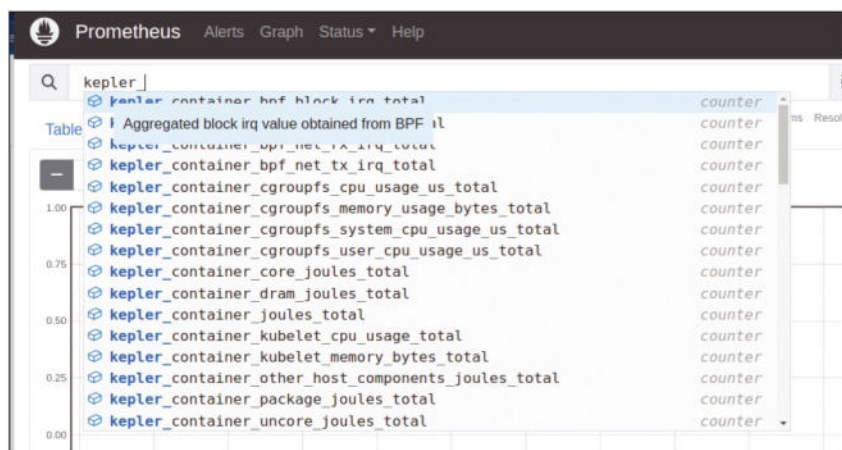 Prometheus Alerts Graph Status Help
kepler_
kepler_container_bpf_block_irq_total counter
Aggregated block irq value obtained from BPF
counter
Table
kepler_container_bpf_net_rx_irq_total counter
kepler_container_bpf_net_tx_irq_total counter
kepler_container_cgroupfs_cpu_usage_us_total counter
1.00
kepler_container_cgroupfs_memory_usage_bytes_total counter
kepler_container_cgroupfs_system_cpu_usage_us_total counter
kepler_container_cgroupfs_user_cpu_usage_us_total counter
0.75
kepler_container_core_joules_total counter
kepler_container_dram_joules_total counter
kepler_container_joules_total counter
0.50
kepler_container_kubelet_cpu_usage_total counter
kepler_container_kubelet_memory_bytes_total counter
kepler_container_other_host_components_joules_total counter
0.25
kepler_container_package_joules_total counter
kepler_container_uncore_joules_total counter
0.00